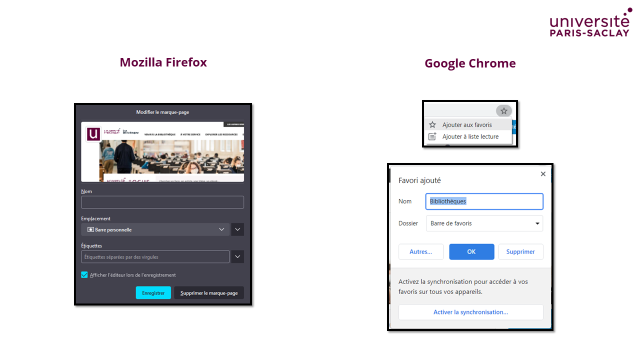 université
PARIS-SACLAY
Mozilla Firefox
Google Chrome
Modifier le marque-page
Nom
Emplacement
Barre personnelle
Étiquettes
Étiquettes séparées par des virgules
Afficher l'éditeur lors de l'enregistrement
Enregistrer
Supprimer le marque-page
Ajouter aux favoris
Ajouter à liste lecture
Favori ajouté
Nom
Bibliothèques
Dossier
Barre de favoris
Autres...
OK
Supprimer
Activez la synchronisation pour accéder à vos
favoris sur tous vos appareils.
Activer la synchronisation...